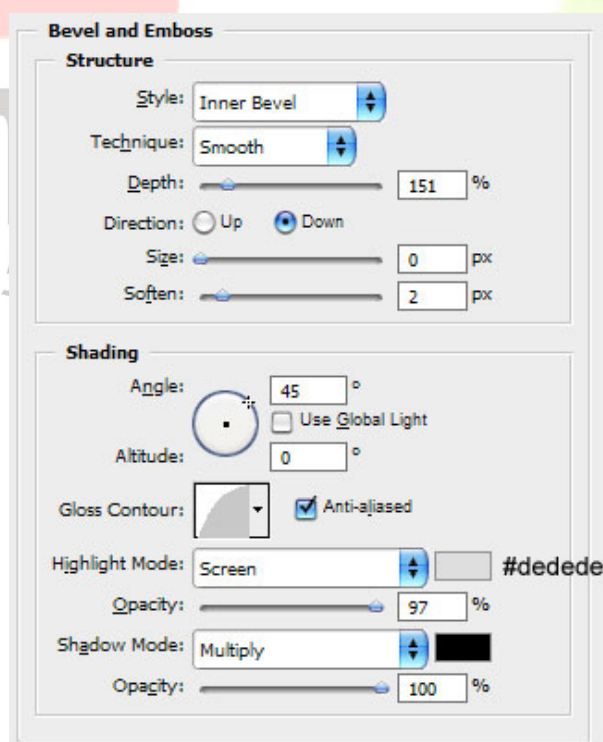 Bevel and Emboss
Structure
Style: Inner Bevel
Technique: Smooth
Depth: 151 %
Direction: Up Down
Size: 0 px
Soften: 2 px
Shading
Angle: 45 °
Use Global Light
Altitude: 0 °
Gloss Contour: Anti-aliased
Highlight Mode: Screen #dedede
Opacity: 97 %
Shadow Mode: Multiply
Opacity: 100 %